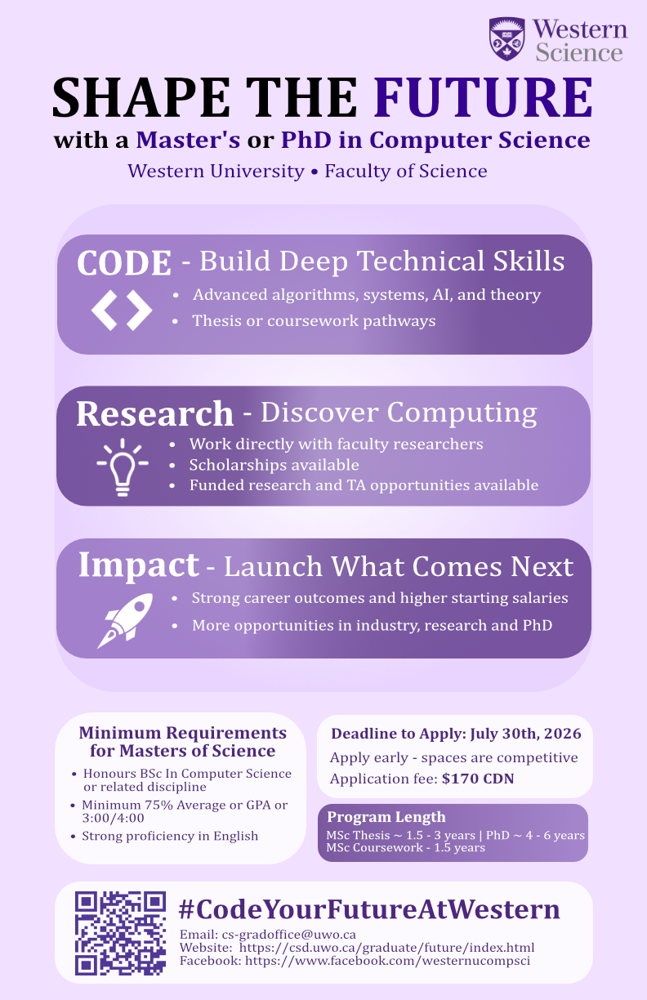 Western
Science
SHAPE THE FUTURE
with a Master's or PhD in Computer Science
Western University • Faculty of Science
CODE - Build Deep Technical Skills
• Advanced algorithms, systems, AI, and theory
• Thesis or coursework pathways
Research - Discover Computing
• Work directly with faculty researchers
• Scholarships available
• Funded research and TA opportunities available
Impact - Launch What Comes Next
• Strong career outcomes and higher starting salaries
• More opportunities in industry, research and PhD
Minimum Requirements
for Masters of Science
• Honours BSc In Computer Science
or related discipline
• Minimum 75% Average or GPA or
3:00/4:00
• Strong proficiency in English
Deadline to Apply: July 30th, 2026
Apply early - spaces are competitive
Application fee: $170 CDN
Program Length
MSc Thesis ~ 1.5 - 3 years | PhD ~ 4 - 6 years
MSc Coursework - 1.5 years
#CodeYourFutureAtWestern
Email: cs-gradoffice@uwo.ca
Website: https://csd.uwo.ca/graduate/future/index.html
Facebook: https://www.facebook.com/westernucompsci